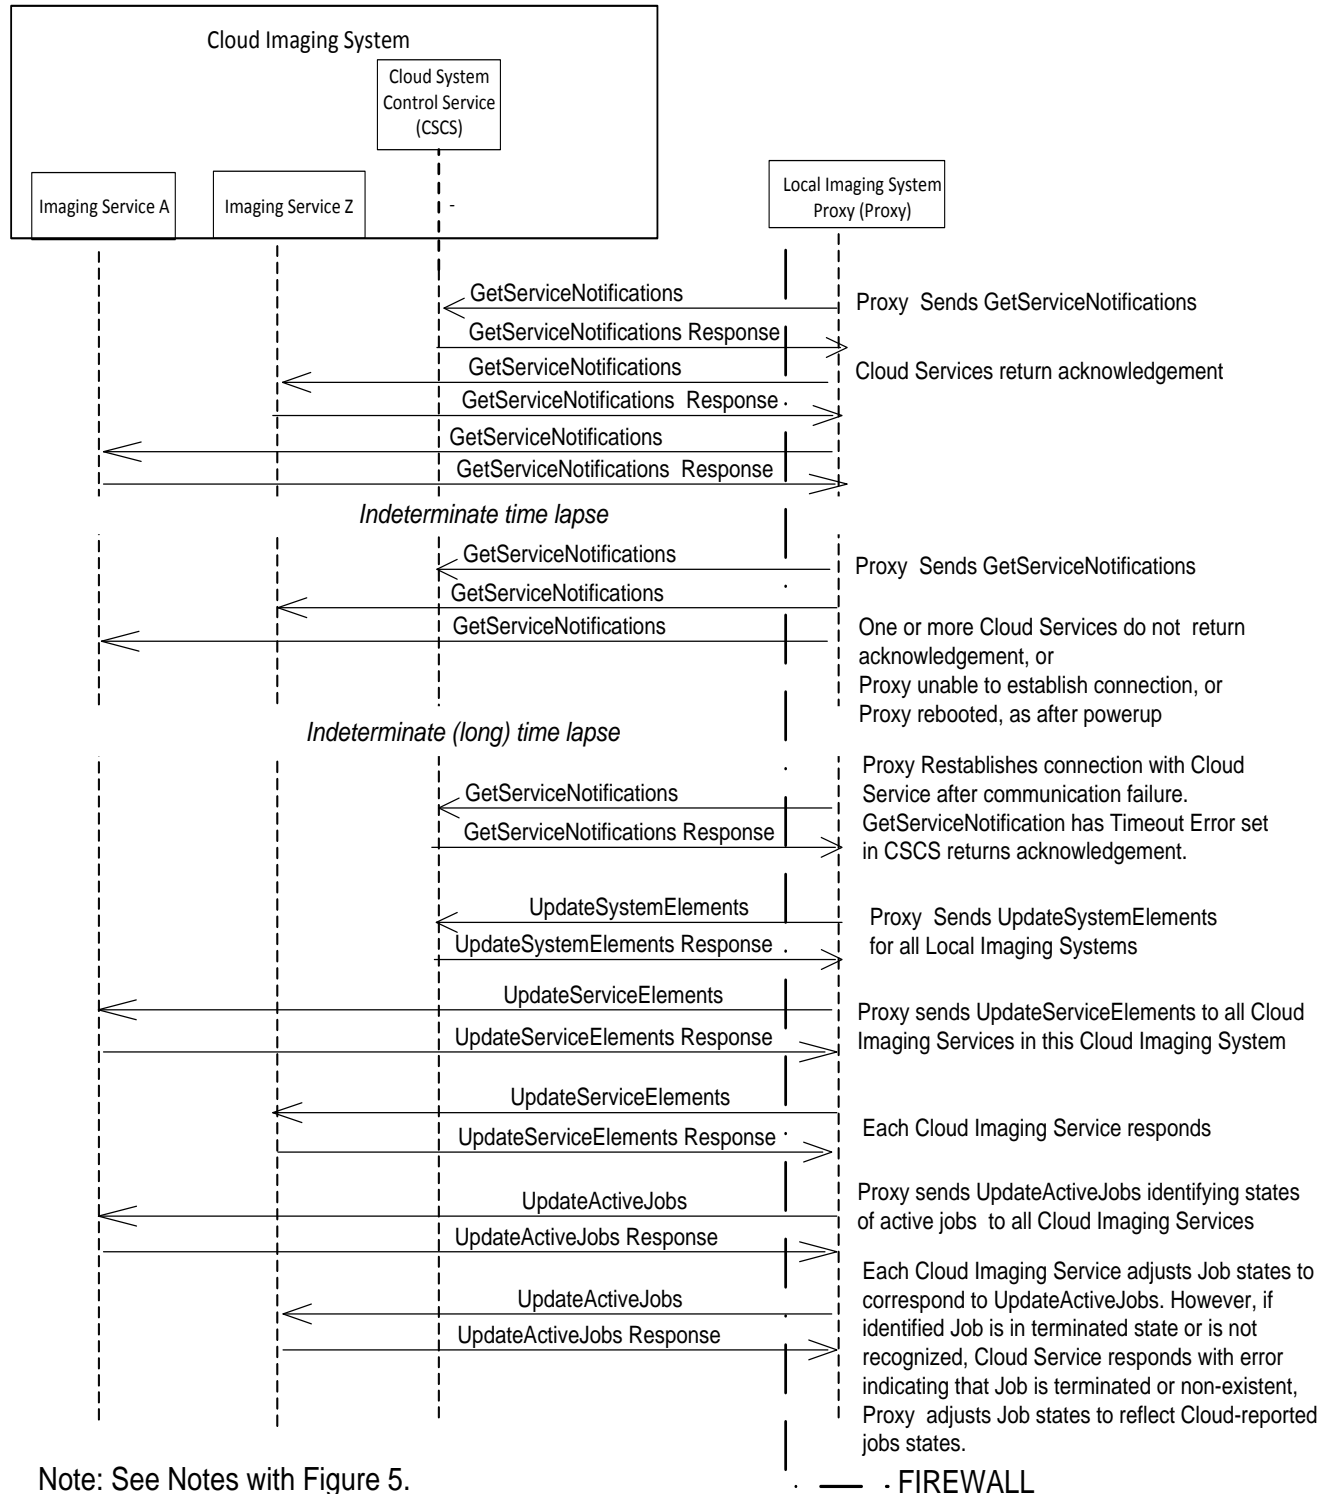 Cloud Imaging System
Cloud System
Control Service
(CSCS)
Imaging Service A
Imaging Service Z
-
Local Imaging System
Proxy (Proxy)
GetServiceNotifications
Proxy Sends GetServiceNotifications
GetServiceNotifications Response
GetServiceNotifications
Cloud Services return acknowledgement
GetServiceNotifications Response
GetServiceNotifications
GetServiceNotifications Response
Indeterminate time lapse
GetServiceNotifications
Proxy Sends GetServiceNotifications
GetServiceNotifications
GetServiceNotifications
One or more Cloud Services do not return
acknowledgement, or
Proxy unable to establish connection, or
Proxy rebooted, as after powerup
Indeterminate (long) time lapse
Proxy Restablishes connection with Cloud
Service after communication failure.
GetServiceNotification has Timeout Error set
in CSCS returns acknowledgement.
GetServiceNotifications
GetServiceNotifications Response
UpdateSystemElements
Proxy Sends UpdateSystemElements
for all Local Imaging Systems
UpdateSystemElements Response
UpdateServiceElements
Proxy sends UpdateServiceElements to all Cloud
Imaging Services in this Cloud Imaging System
UpdateServiceElements Response
UpdateServiceElements
Each Cloud Imaging Service responds
UpdateServiceElements Response
Proxy sends UpdateActiveJobs identifying states
of active jobs to all Cloud Imaging Services
UpdateActiveJobs
UpdateActiveJobs Response
Each Cloud Imaging Service adjusts Job states to
correspond to UpdateActiveJobs. However, if
identified Job is in terminated state or is not
recognized, Cloud Service responds with error
indicating that Job is terminated or non-existent,
Proxy adjusts Job states to reflect Cloud-reported
jobs states.
UpdateActiveJobs
UpdateActiveJobs Response
Note: See Notes with Figure 5.
FIREWALL